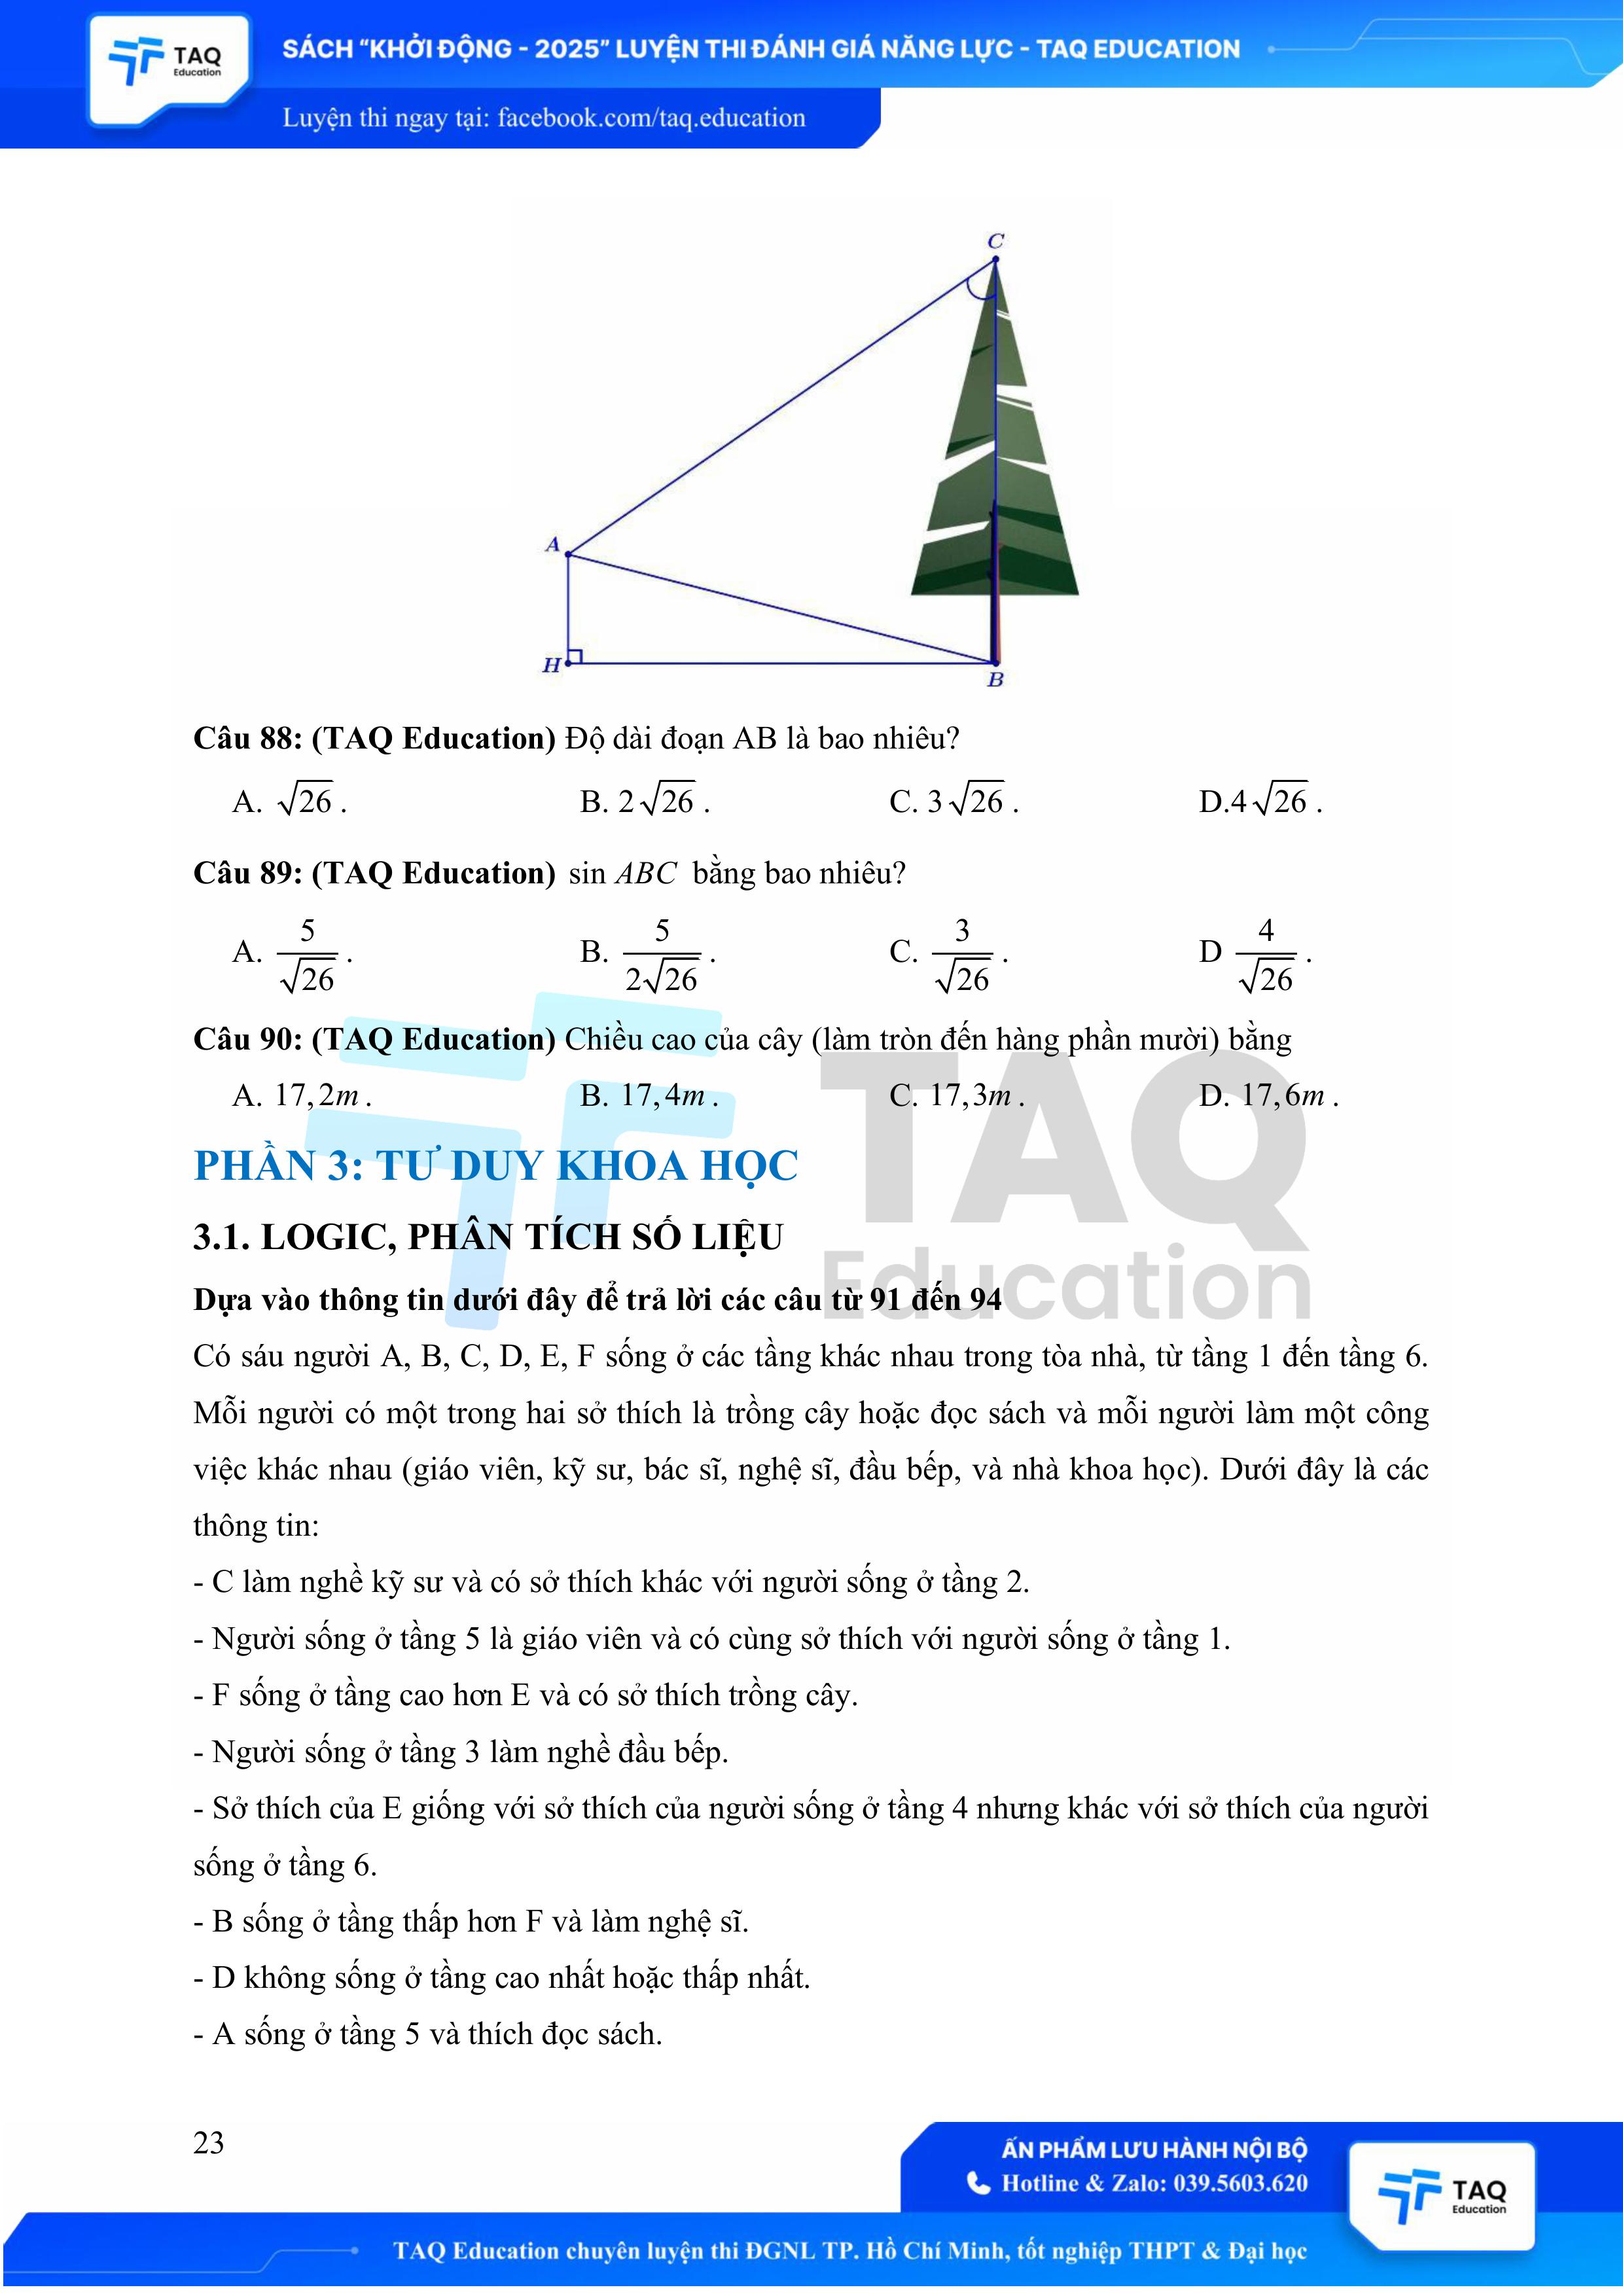 TAQ
Education
SÁCH “KHỞI ĐỘNG - 2025” LUYỆN THI ĐÁNH GIÁ NĂNG LỰC - TAQ EDUCATION
Luyện thi ngay tại: facebook.com/taq.education
C
A
H
B
Câu 88: (TAQ Education) Độ dài đoạn AB là bao nhiêu?
A. √26 . B. 2√26 . C. 3√26 . D.4√26 .
Câu 89: (TAQ Education) sin ABC bằng bao nhiêu?
A. 5/√26 . B. 5/2√26 . C. 3/√26 . D 4/√26 .
Câu 90: (TAQ Education) Chiều cao của cây (làm tròn đến hàng phần mười) bằng
A. 17,2m . B. 17,4m . C. 17,3m . D. 17,6m .
TAQ
Education
PHẦN 3: TƯ DUY KHOA HỌC
3.1. LOGIC, PHÂN TÍCH SỐ LIỆU
Dựa vào thông tin dưới đây để trả lời các câu từ 91 đến 94
Có sáu người A, B, C, D, E, F sống ở các tầng khác nhau trong tòa nhà, từ tầng 1 đến tầng 6.
Mỗi người có một trong hai sở thích là trồng cây hoặc đọc sách và mỗi người làm một công
việc khác nhau (giáo viên, kỹ sư, bác sĩ, nghệ sĩ, đầu bếp, và nhà khoa học). Dưới đây là các
thông tin:
- C làm nghề kỹ sư và có sở thích khác với người sống ở tầng 2.
- Người sống ở tầng 5 là giáo viên và có cùng sở thích với người sống ở tầng 1.
- F sống ở tầng cao hơn E và có sở thích trồng cây.
- Người sống ở tầng 3 làm nghề đầu bếp.
- Sở thích của E giống với sở thích của người sống ở tầng 4 nhưng khác với sở thích của người
sống ở tầng 6.
- B sống ở tầng thấp hơn F và làm nghệ sĩ.
- D không sống ở tầng cao nhất hoặc thấp nhất.
- A sống ở tầng 5 và thích đọc sách.
23
ẤN PHẨM LƯU HÀNH NỘI BỘ
Hotline & Zalo: 039.5603.620
TAQ
Education
TAQ Education chuyên luyện thi ĐGNL TP. Hồ Chí Minh, tốt nghiệp THPT & Đại học